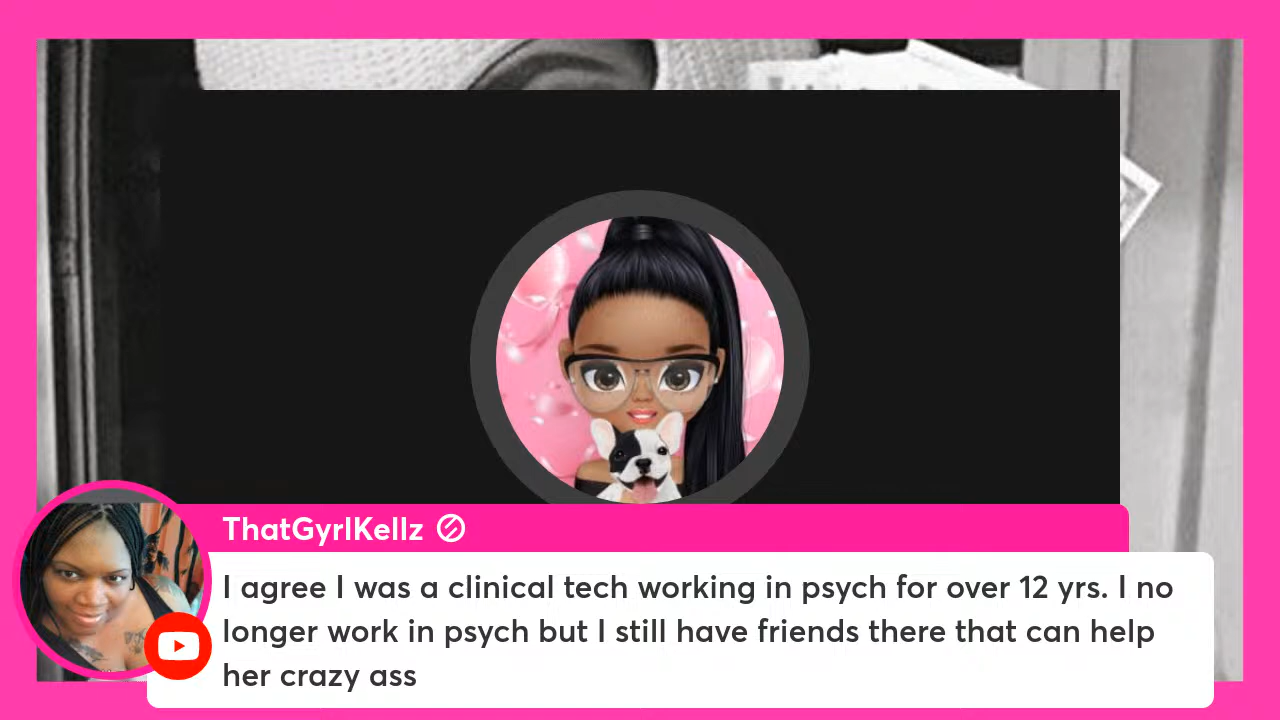 ThatGyrlKellz
I agree I was a clinical tech working in psych for over 12 yrs. I no
longer work in psych but I still have friends there that can help
her crazy ass